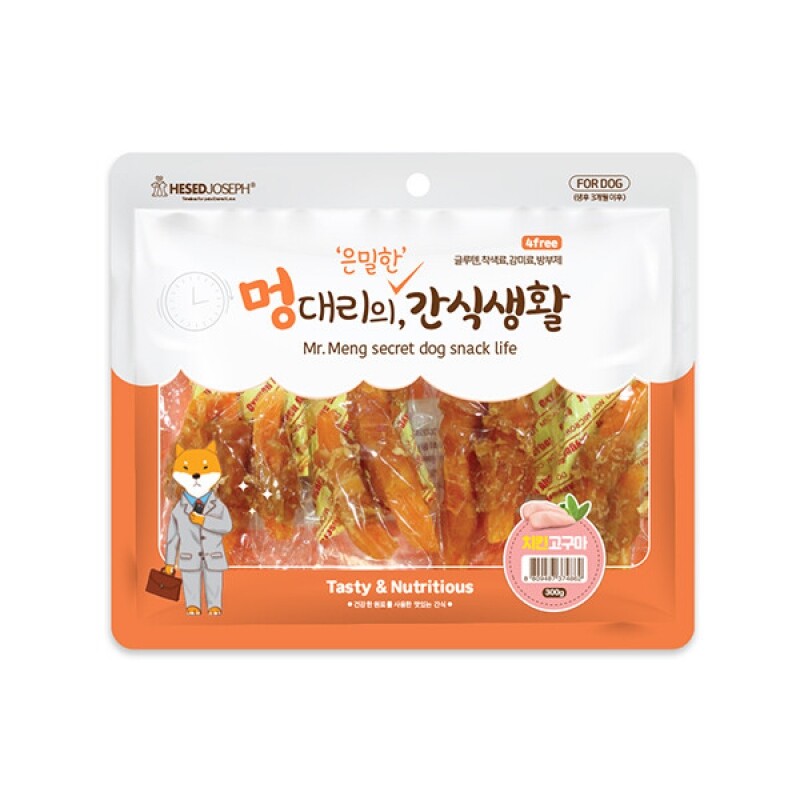 HESEDJOSEPH®
FOR DOG
(생후 3개월 이후)
4free
글루텐, 착색료, 감미료, 방부제
'은밀한'
멍대리의, 간식생활
Mr. Meng secret dog snack life
치킨고구마
300g
Tasty & Nutritious
• 건강한 원료를 사용한 맛있는 간식 •